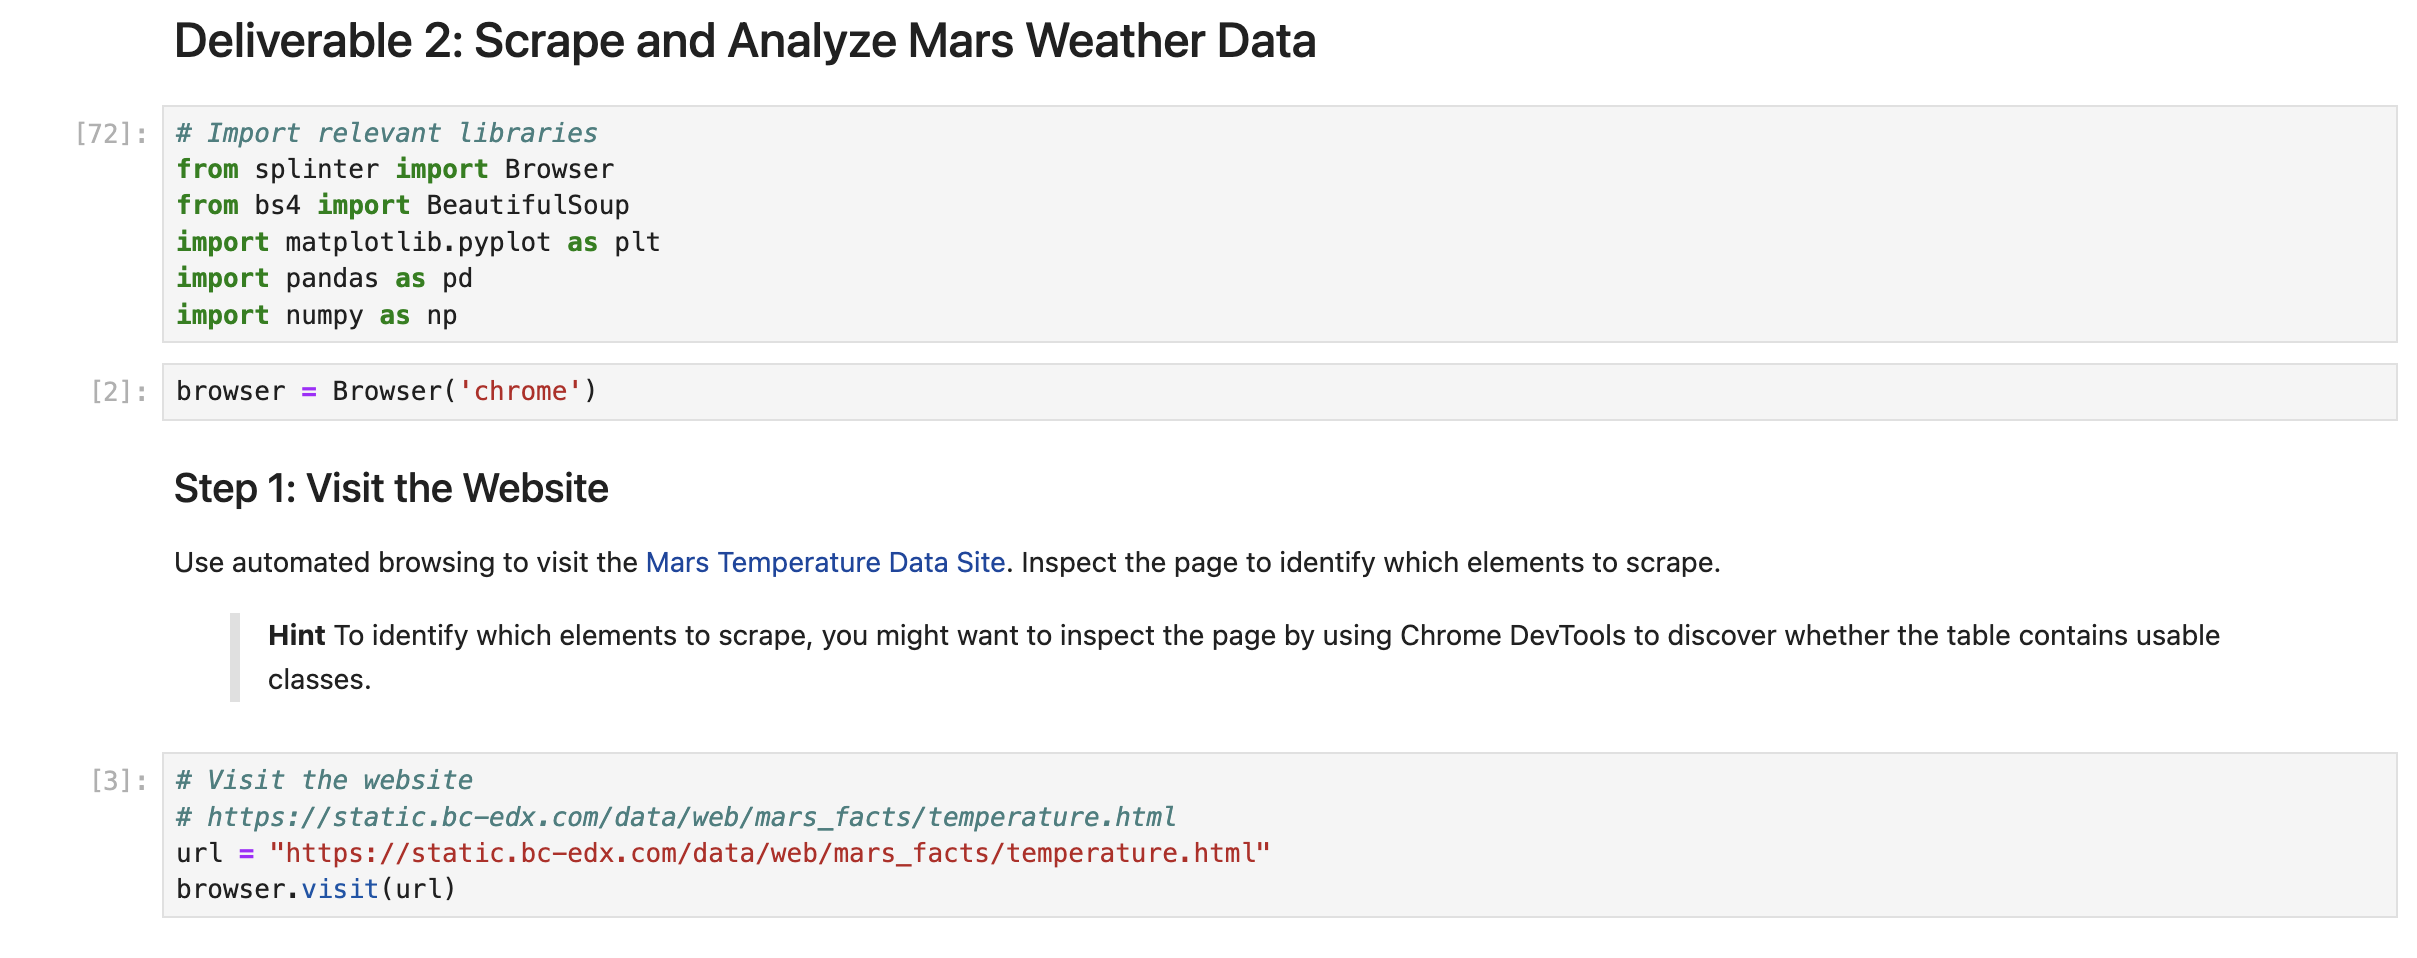 Deliverable 2: Scrape and Analyze Mars Weather Data
[72]:
# Import relevant libraries
from splinter import Browser
from bs4 import BeautifulSoup
import matplotlib.pyplot as plt
import pandas as pd
import numpy as np
[2]:
browser = Browser('chrome')
Step 1: Visit the Website
Use automated browsing to visit the Mars Temperature Data Site. Inspect the page to identify which elements to scrape.
Hint To identify which elements to scrape, you might want to inspect the page by using Chrome DevTools to discover whether the table contains usable
classes.
[3]:
# Visit the website
# https://static.bc-edx.com/data/web/mars_facts/temperature.html
url = "https://static.bc-edx.com/data/web/mars_facts/temperature.html"
browser.visit(url)